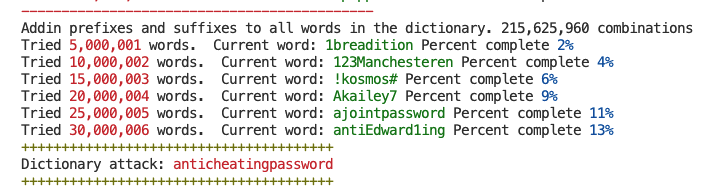 Addin prefixes and suffixes to all words in the dictionary. 215,625,960 combinations
Tried 5,000,001 words. Current word: 1breadition Percent complete 2%
Tried 10,000,002 words. Current word: 123Manchesteren Percent complete 4%
Tried 15,000,003 words. Current word: !kosmos# Percent complete 6%
Tried 20,000,004 words. Current word: Akailey7 Percent complete 9%
Tried 25,000,005 words. Current word: ajointpassword Percent complete 11%
Tried 30,000,006 words. Current word: antiEdward1ing Percent complete 13%
++++++++++++++++++++++++++++++++++++++
Dictionary attack: anticheatingpassword
++++++++++++++++++++++++++++++++++++++